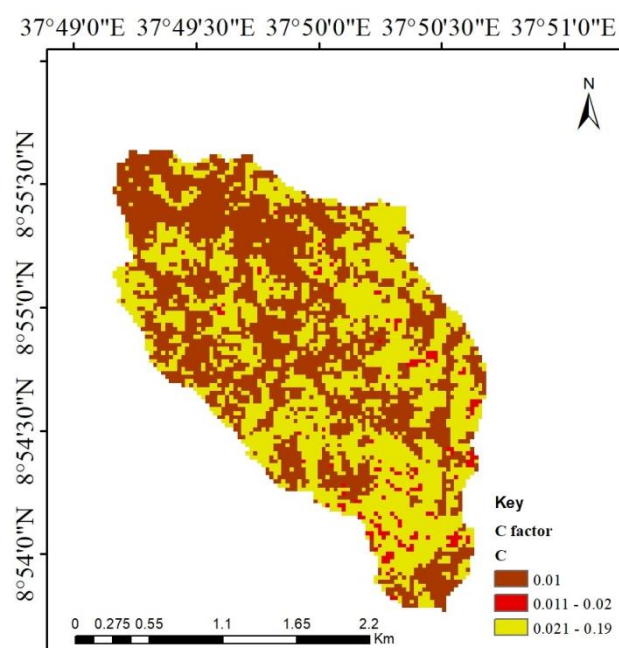 37°49'0"E 37°49'30"E 37°50'0"E 37°50'30"E 37°51'0"E
N
8°55'30"N
8°55'0"N
8°54'30"N
8°54'0"N
Key
C factor
C
0.01
0.011 - 0.02
0.021 - 0.19
0 0.275 0.55 1.1 1.65 2.2
Km